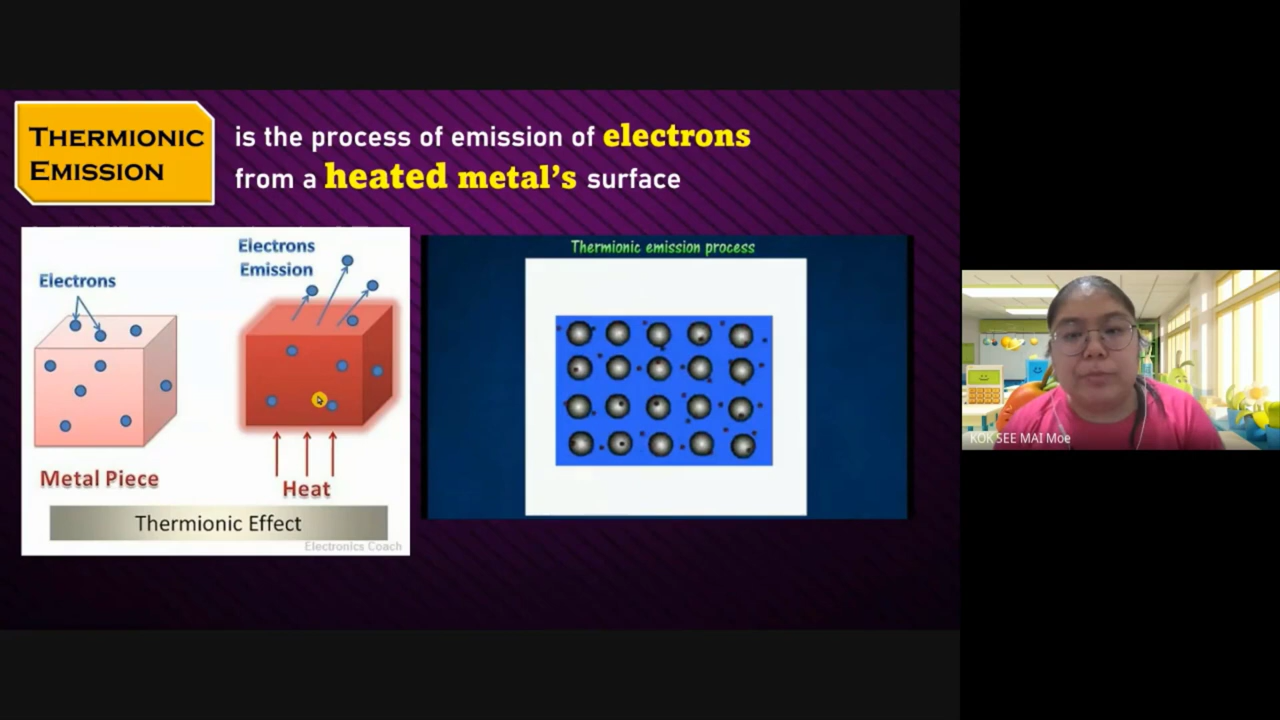 THERMIONIC
EMISSION
is the process of emission of electrons
from a heated metal's surface
Electrons
Electrons
Emission
Metal Piece
Heat
Thermionic Effect
Electronics Coach
Thermionic emission process
KOK SEE MAI Moe